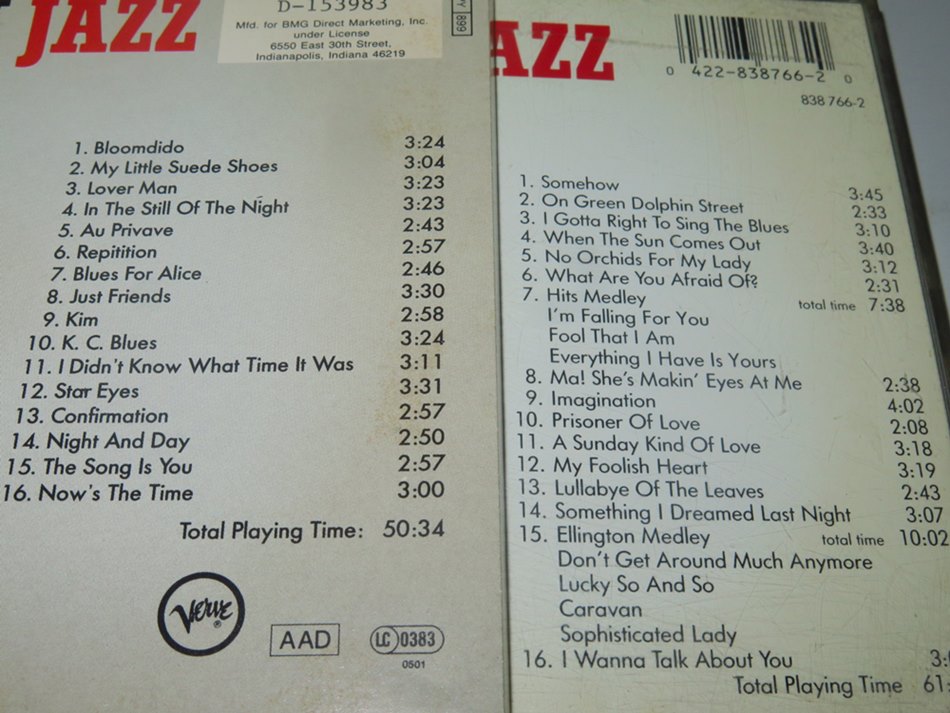 JAZZ
D-153983
Mfd. for BMG Direct Marketing, Inc.
under License
6550 East 30th Street,
Indianapolis, Indiana 46219
1. Bloomdido 3:24
2. My Little Suede Shoes 3:04
3. Lover Man 3:23
4. In The Still Of The Night 3:23
5. Au Privave 2:43
6. Repitition 2:57
7. Blues For Alice 2:46
8. Just Friends 3:30
9. Kim 2:58
10. K. C. Blues 3:24
11. I Didn't Know What Time It Was 3:11
12. Star Eyes 3:31
13. Confirmation 2:57
14. Night And Day 2:50
15. The Song Is You 2:57
16. Now's The Time 3:00
Total Playing Time: 50:34
Verve ®
AAD
LC 0383
0501
899
AZZ
0 422-838766-2 0
838 766-2
1. Somehow 3:45
2. On Green Dolphin Street 2:33
3. I Gotta Right To Sing The Blues 3:10
4. When The Sun Comes Out 3:40
5. No Orchids For My Lady 3:12
6. What Are You Afraid Of? 2:31
7. Hits Medley total time 7:38
I'm Falling For You
Fool That I Am
Everything I Have Is Yours
8. Ma! She's Makin' Eyes At Me 2:38
9. Imagination 4:02
10. Prisoner Of Love 2:08
11. A Sunday Kind Of Love 3:18
12. My Foolish Heart 3:19
13. Lullabye Of The Leaves 2:43
14. Something I Dreamed Last Night 3:07
15. Ellington Medley total time 10:02
Don't Get Around Much Anymore
Lucky So And So
Caravan
Sophisticated Lady
16. I Wanna Talk About You 3:
Total Playing Time 61: